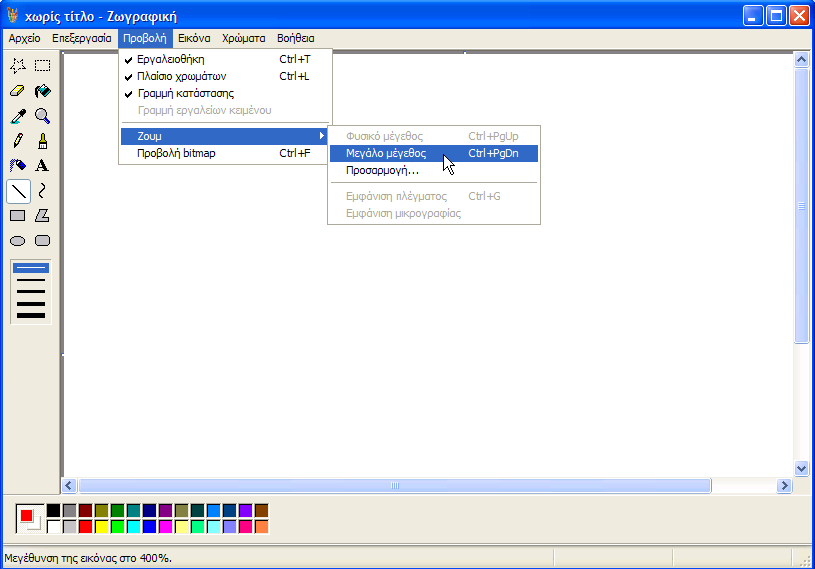 χωρίς τίτλο - Ζωγραφική
Αρχείο Επεξεργασία Προβολή Εικόνα Χρώματα Βοήθεια
Εργαλειοθήκη Ctrl+T
Πλαίσιο χρωμάτων Ctrl+L
Γραμμή κατάστασης
Γραμμή εργαλείων κειμένου
Ζουμ
Προβολή bitmap Ctrl+F
Φυσικό μέγεθος Ctrl+PgUp
Μεγάλο μέγεθος Ctrl+PgDn
Προσαρμογή...
Εμφάνιση πλέγματος Ctrl+G
Εμφάνιση μικρογραφίας
A
Μεγέθυνση της εικόνας στο 400%.